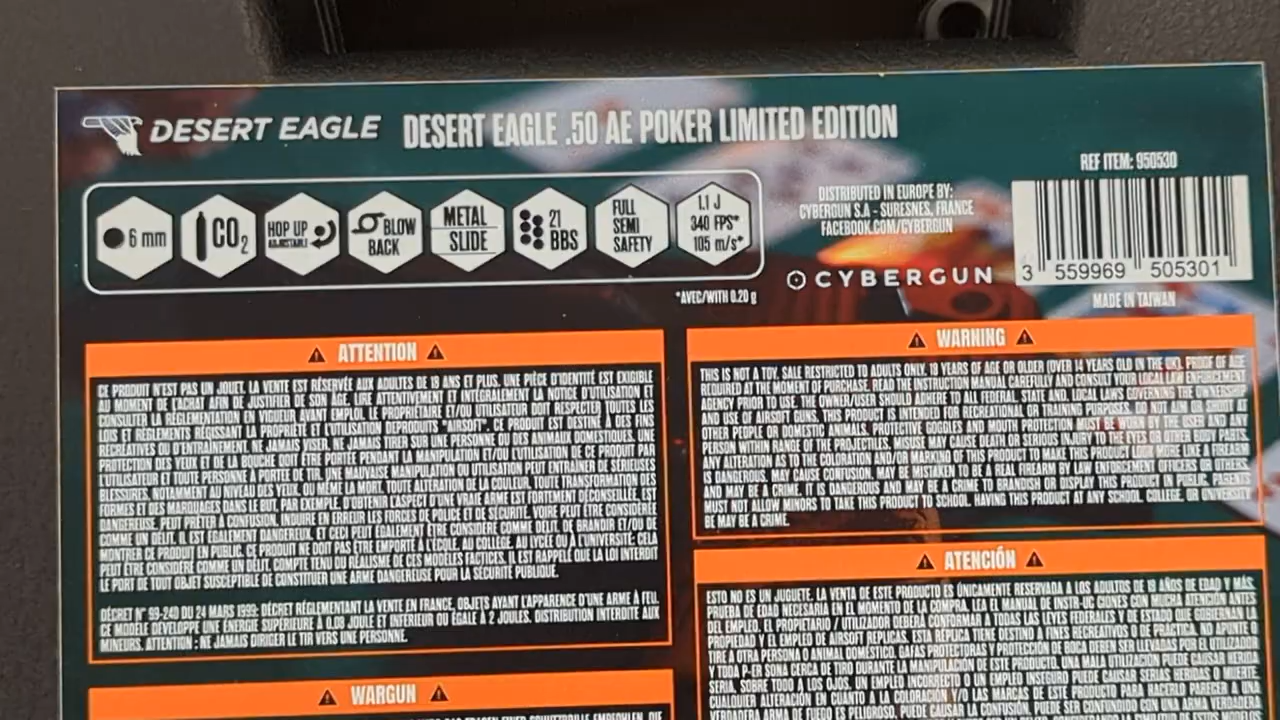 DESERT EAGLE
DESERT EAGLE .50 AE POKER LIMITED EDITION
REF ITEM: 950530
6 mm
CO2
HOP UP
ADJUSTABLE
BLOW
BACK
METAL
SLIDE
21
BBS
FULL
SEMI
SAFETY
1.1 J
340 FPS*
105 m/s*
*AVEC/WITH 0.20 g
DISTRIBUTED IN EUROPE BY:
CYBERGUN S.A - SURESNES, FRANCE
FACEBOOK.COM/CYBERGUN
CYBERGUN
3 559969 505301
MADE IN TAIWAN
ATTENTION
CE PRODUIT N'EST PAS UN JOUET. LA VENTE EST RÉSERVÉE AUX ADULTES DE 18 ANS ET PLUS. UNE PIÈCE D'IDENTITÉ EST EXIGIBLE
AU MOMENT DE L'ACHAT AFIN DE JUSTIFIER DE SON ÂGE. LIRE ATTENTIVEMENT ET INTÉGRALEMENT LA NOTICE D'UTILISATION ET
CONSULTER LA RÉGLEMENTATION EN VIGUEUR AVANT EMPLOI. LE PROPRIÉTAIRE ET/OU UTILISATEUR DOIT RESPECTER TOUTES LES
LOIS ET RÈGLEMENTS RÉGISSANT LA PROPRIÉTÉ ET L'UTILISATION DEPRODUITS "AIRSOFT". CE PRODUIT EST DESTINÉ À DES FINS
RÉCRÉATIVES OU D'ENTRAINEMENT. NE JAMAIS VISER, NE JAMAIS TIRER SUR UNE PERSONNE OU DES ANIMAUX DOMESTIQUES. UNE
PROTECTION DES YEUX ET DE LA BOUCHE DOIT ÊTRE PORTÉE PENDANT LA MANIPULATION ET/OU L'UTILISATION DE CE PRODUIT PAR
L'UTILISATEUR ET TOUTE PERSONNE À PORTÉE DE TIR. UNE MAUVAISE MANIPULATION OU UTILISATION PEUT ENTRAÎNER DE SÉRIEUSES
BLESSURES, NOTAMMENT AU NIVEAU DES YEUX, OU MÊME LA MORT. TOUTE ALTÉRATION DE LA COULEUR, TOUTE TRANSFORMATION DES
FORMES ET DES MARQUAGES DANS LE BUT, PAR EXEMPLE, D'OBTENIR L'ASPECT D'UNE VRAIE ARME EST FORTEMENT DÉCONSEILLÉE, EST
DANGEREUSE, PEUT PRÊTER À CONFUSION, INDUIRE EN ERREUR LES FORCES DE POLICE ET DE SÉCURITÉ, VOIRE PEUT ÊTRE CONSIDÉRÉ
COMME UN DÉLIT. IL EST ÉGALEMENT DANGEREUX, ET CECI PEUT ÉGALEMENT ÊTRE CONSIDÉRÉ COMME DÉLIT, DE BRANDIR ET/OU DE
MONTRER CE PRODUIT EN PUBLIC. CE PRODUIT NE DOIT PAS ÊTRE EMPORTÉ À L'ÉCOLE, AU COLLÈGE, AU LYCÉE OU À L'UNIVERSITÉ: CELA
PEUT ÊTRE CONSIDÉRÉ COMME UN DÉLIT. COMPTE TENU DU RÉALISME DE CES MODÈLES FACTICES, IL EST RAPPELÉ QUE LA LOI INTERDIT
LE PORT DE TOUT OBJET SUSCEPTIBLE DE CONSTITUER UNE ARME DANGEREUSE POUR LA SÉCURITÉ PUBLIQUE.
DÉCRET N° 99-240 DU 24 MARS 1999: DÉCRET RÉGLEMENTANT LA VENTE EN FRANCE, OBJETS AYANT L'APPARENCE D'UNE ARME À FEU.
CE MODÈLE DÉVELOPPE UNE ÉNERGIE SUPÉRIEURE À 0.08 JOULE ET INFÉRIEUR OU ÉGALE À 2 JOULES. DISTRIBUTION INTERDITE AUX
MINEURS. ATTENTION : NE JAMAIS DIRIGER LE TIR VERS UNE PERSONNE.
WARGUN
WARNING
THIS IS NOT A TOY. SALE RESTRICTED TO ADULTS ONLY, 18 YEARS OF AGE OR OLDER (OVER 14 YEARS OLD IN THE UK). PROOF OF AGE
REQUIRED AT THE MOMENT OF PURCHASE. READ THE INSTRUCTION MANUAL CAREFULLY AND CONSULT YOUR LOCAL LAW ENFORCEMENT
AGENCY PRIOR TO USE. THE OWNER/USER SHOULD ADHERE TO ALL FEDERAL, STATE AND, LOCAL LAWS GOVERNING THE OWNERSHIP
AND USE OF AIRSOFT GUNS. THIS PRODUCT IS INTENDED FOR RECREATIONAL OR TRAINING PURPOSES. DO NOT AIM OR SHOOT AT
OTHER PEOPLE OR DOMESTIC ANIMALS. PROTECTIVE GOGGLES AND MOUTH PROTECTION MUST BE WORN BY THE USER AND ANY
PERSON WITHIN RANGE OF THE PROJECTILES. MISUSE MAY CAUSE DEATH OR SERIOUS INJURY TO THE EYES OR OTHER BODY PARTS.
ANY ALTERATION AS TO THE COLORATION AND/OR MARKING OF THIS PRODUCT TO MAKE THIS PRODUCT LOOK MORE LIKE A FIREARM
IS DANGEROUS, MAY CAUSE CONFUSION, MAY BE MISTAKEN TO BE A REAL FIREARM BY LAW ENFORCEMENT OFFICERS OR OTHERS
AND MAY BE A CRIME. IT IS DANGEROUS AND MAY BE A CRIME TO BRANDISH OR DISPLAY THIS PRODUCT IN PUBLIC. PARENTS
MUST NOT ALLOW MINORS TO TAKE THIS PRODUCT TO SCHOOL. HAVING THIS PRODUCT AT ANY SCHOOL, COLLEGE, OR UNIVERSITY
BE MAY BE A CRIME.
ATENCIÓN
ESTO NO ES UN JUGUETE. LA VENTA DE ESTE PRODUCTO ES ÚNICAMENTE RESERVADA A LOS ADULTOS DE 18 AÑOS DE EDAD Y MÁS.
PRUEBA DE EDAD NECESARIA EN EL MOMENTO DE LA COMPRA. LEA EL MANUAL DE INSTR-UC CIONES CON MUCHA ATENCIÓN ANTES
DEL EMPLEO. EL PROPIETARIO / UTILIZADOR DEBERÁ CONFORMAR A TODAS LAS LEYES FEDERALES Y DE ESTADO QUE GOBIERNAN LA
PROPIEDAD Y EL EMPLEO DE AIRSOFT REPLICAS. ESTA RÉPLICA TIENE DESTINO A FINES RECREATIVOS O DE PRÁCTICA. NO APUNTE O
TIRE A OTRA PERSONA O ANIMAL DOMÉSTICO. GAFAS PROTECTORAS Y PROTECCIÓN DE BOCA DEBEN SER LLEVADAS POR EL UTILIZADOR
Y TODA P-ER SONA CERCA DE TIRO DURANTE LA MANIPULACIÓN DE ESTE PRODUCTO. UNA MALA UTILIZACIÓN PUEDE CAUSAR HERIDA
SERIA, SOBRE TODO A LOS OJOS. UN EMPLEO INCORRECTO O UN EMPLEO INSEGURO PUEDE CAUSAR SERIAS HERIDAS O MUERTE.
CUALQUIER ALTERACIÓN EN CUANTO A LA COLORACIÓN Y/O LAS MARCAS DE ESTE PRODUCTO PARA HACERLO PARECER A UNA
VERDADERA ARMA DE FUEGO ES PELIGROSO, PUEDE SER CONFUNDIDO CON UNA ARMA VERDADERA